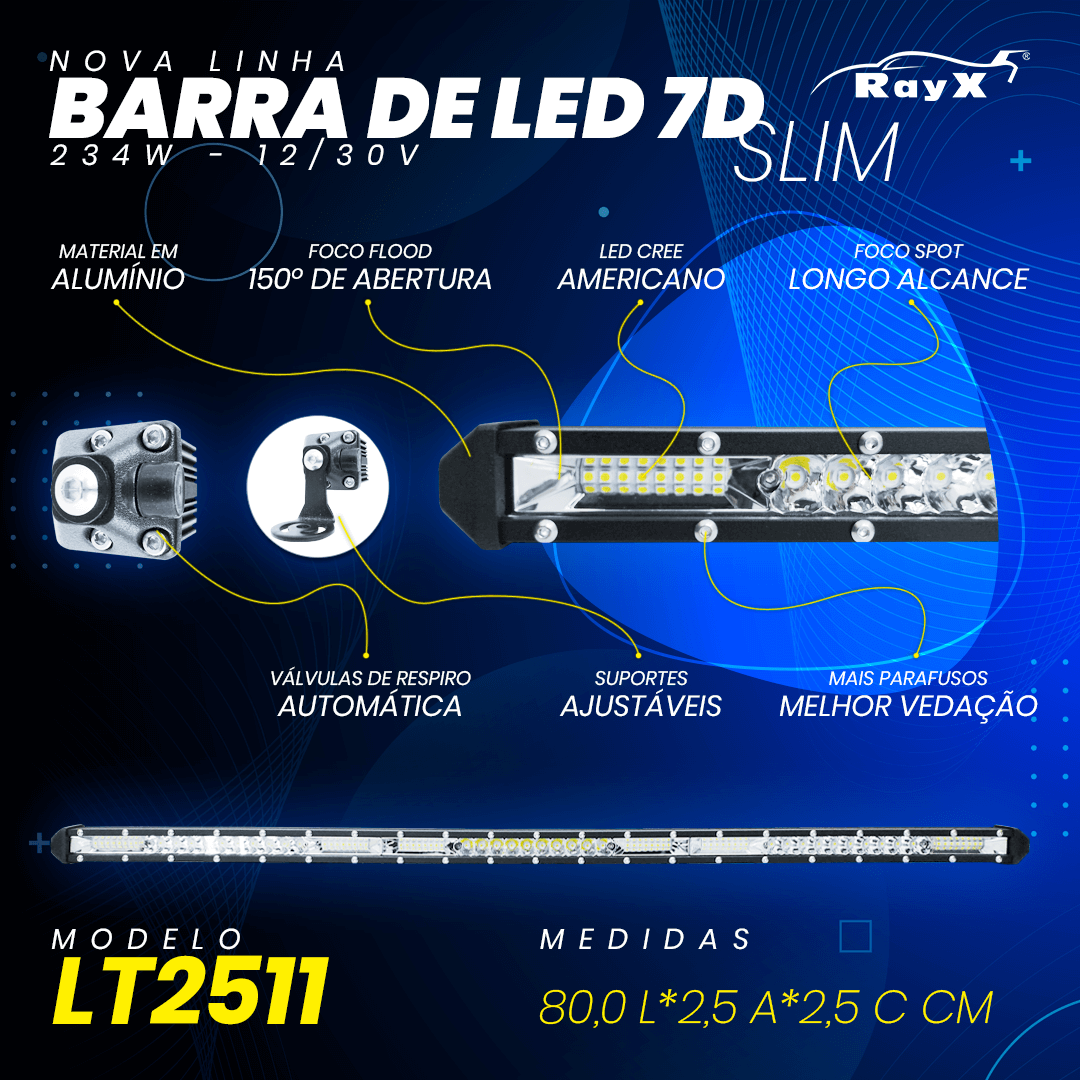 NOVA LINHA
BARRA DE LED 7D
SLIM
234W - 12/30V
RayX®
MATERIAL EM
ALUMÍNIO
FOCO FLOOD
150º DE ABERTURA
LED CREE
AMERICANO
FOCO SPOT
LONGO ALCANCE
VÁLVULAS DE RESPIRO
AUTOMÁTICA
SUPORTES
AJUSTÁVEIS
MAIS PARAFUSOS
MELHOR VEDAÇÃO
MODELO
LT2511
MEDIDAS
80,0 L*2,5 A*2,5 C CM